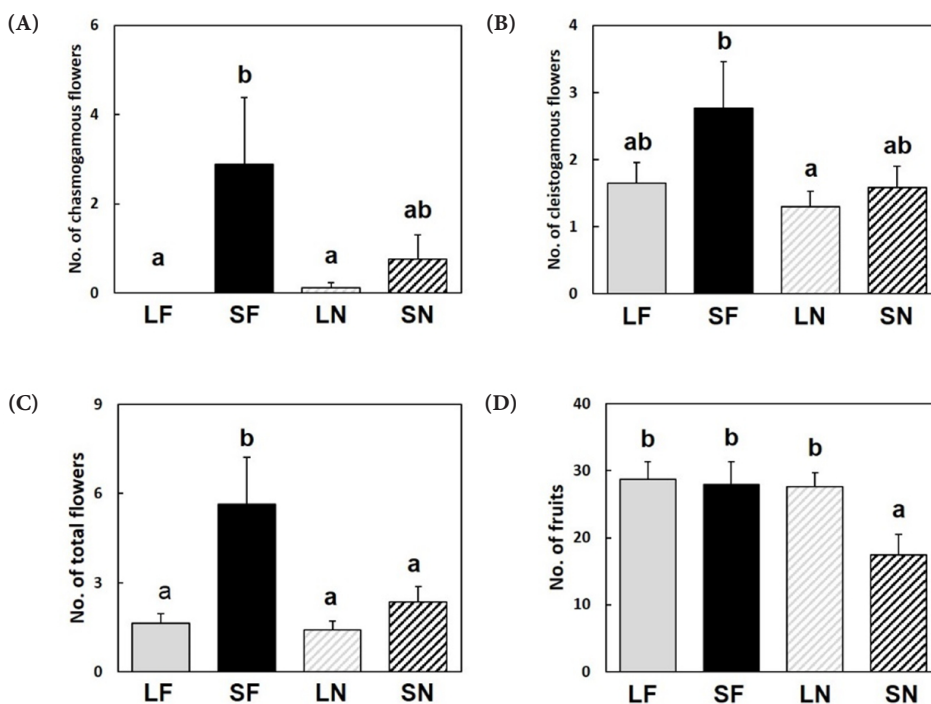 (A)
No. of chasmogamous flowers
6
4
2
0
a
b
a
ab
LF SF LN SN
(B)
No. of cleistogamous flowers
4
3
2
1
0
ab
b
a
ab
LF SF LN SN
(C)
No. of total flowers
9
6
3
0
a
b
a
a
LF SF LN SN
(D)
No. of fruits
40
30
20
10
0
b
b
b
a
LF SF LN SN